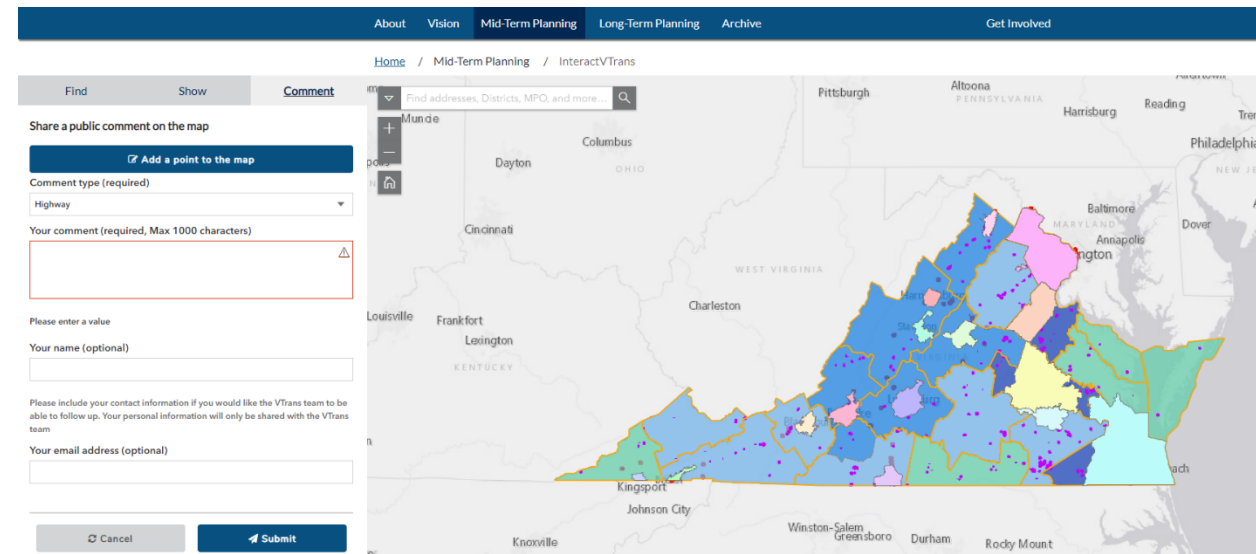 About Vision Mid-Term Planning Long-Term Planning Archive Get Involved
Home / Mid-Term Planning / InteractVTrans
Find Show Comment
Share a public comment on the map
Add a point to the map
Comment type (required)
Highway
Your comment (required, Max 1000 characters)
Please enter a value
Your name (optional)
Please include your contact information if you would like the VTrans team to be
able to follow up. Your personal information will only be shared with the VTrans
team
Your email address (optional)
Cancel Submit
Find addresses, Districts, MPO, and more...
Muncie
Pittsburgh
Altoona
PENNSYLVANIA
Harrisburg
Reading
Philadelphia
Columbus
Dayton
OHIO
Cincinnati
Baltimore
MARYLAND
Dover
Annapolis
ngton
WEST VIRGINIA
Charleston
Louisville
Frankfort
Lexington
KENTUCKY
Kingsport
Johnson City
Knoxville
Winston-Salem
Greensboro
Durham
Rocky Mount
ach